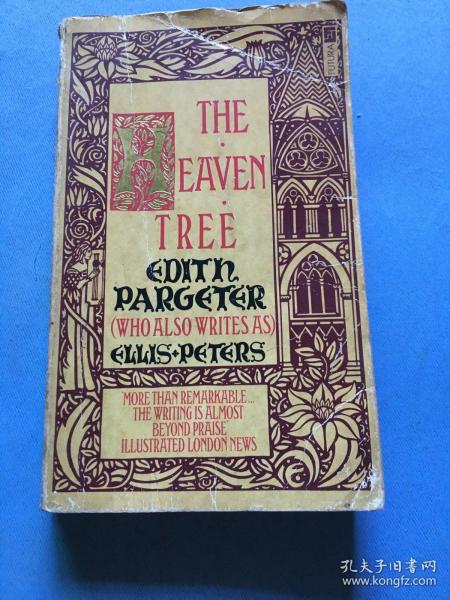 FUTURA
THE
HEAVEN
TREE
EDITH
PARGETER
(WHO ALSO WRITES AS)
ELLIS PETERS
'MORE THAN REMARKABLE...
THE WRITING IS ALMOST
BEYOND PRAISE'
ILLUSTRATED LONDON NEWS
孔夫子旧书网
www.kongfz.com